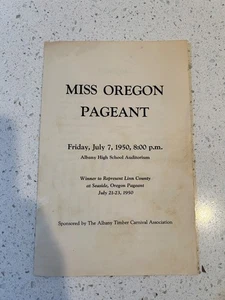 MISS OREGON
PAGEANT
Friday, July 7, 1950, 8:00 p.m.
Albany High School Auditorium
Winner to Represent Linn County
at Seaside, Oregon Pageant
July 21-23, 1950
Sponsored by The Albany Timber Carnival Association